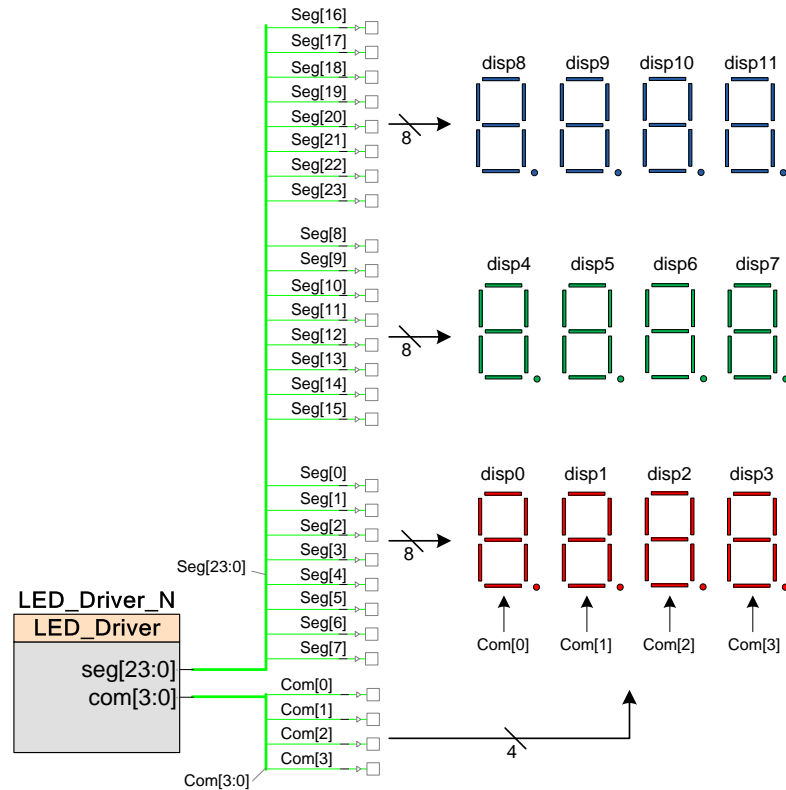 Seg[16]
Seg[17]
Seg[18]
Seg[19]
Seg[20]
Seg[21]
Seg[22]
Seg[23]
8
disp8 disp9 disp10 disp11
Seg[8]
Seg[9]
Seg[10]
Seg[11]
Seg[12]
Seg[13]
Seg[14]
Seg[15]
8
disp4 disp5 disp6 disp7
Seg[0]
Seg[1]
Seg[2]
Seg[3]
Seg[4]
Seg[5]
Seg[6]
Seg[7]
8
disp0 disp1 disp2 disp3
Com[0] Com[1] Com[2] Com[3]
Seg[23:0]
LED_Driver_N
LED_Driver
seg[23:0]
com[3:0]
Com[0]
Com[1]
Com[2]
Com[3]
4
Com[3:0]